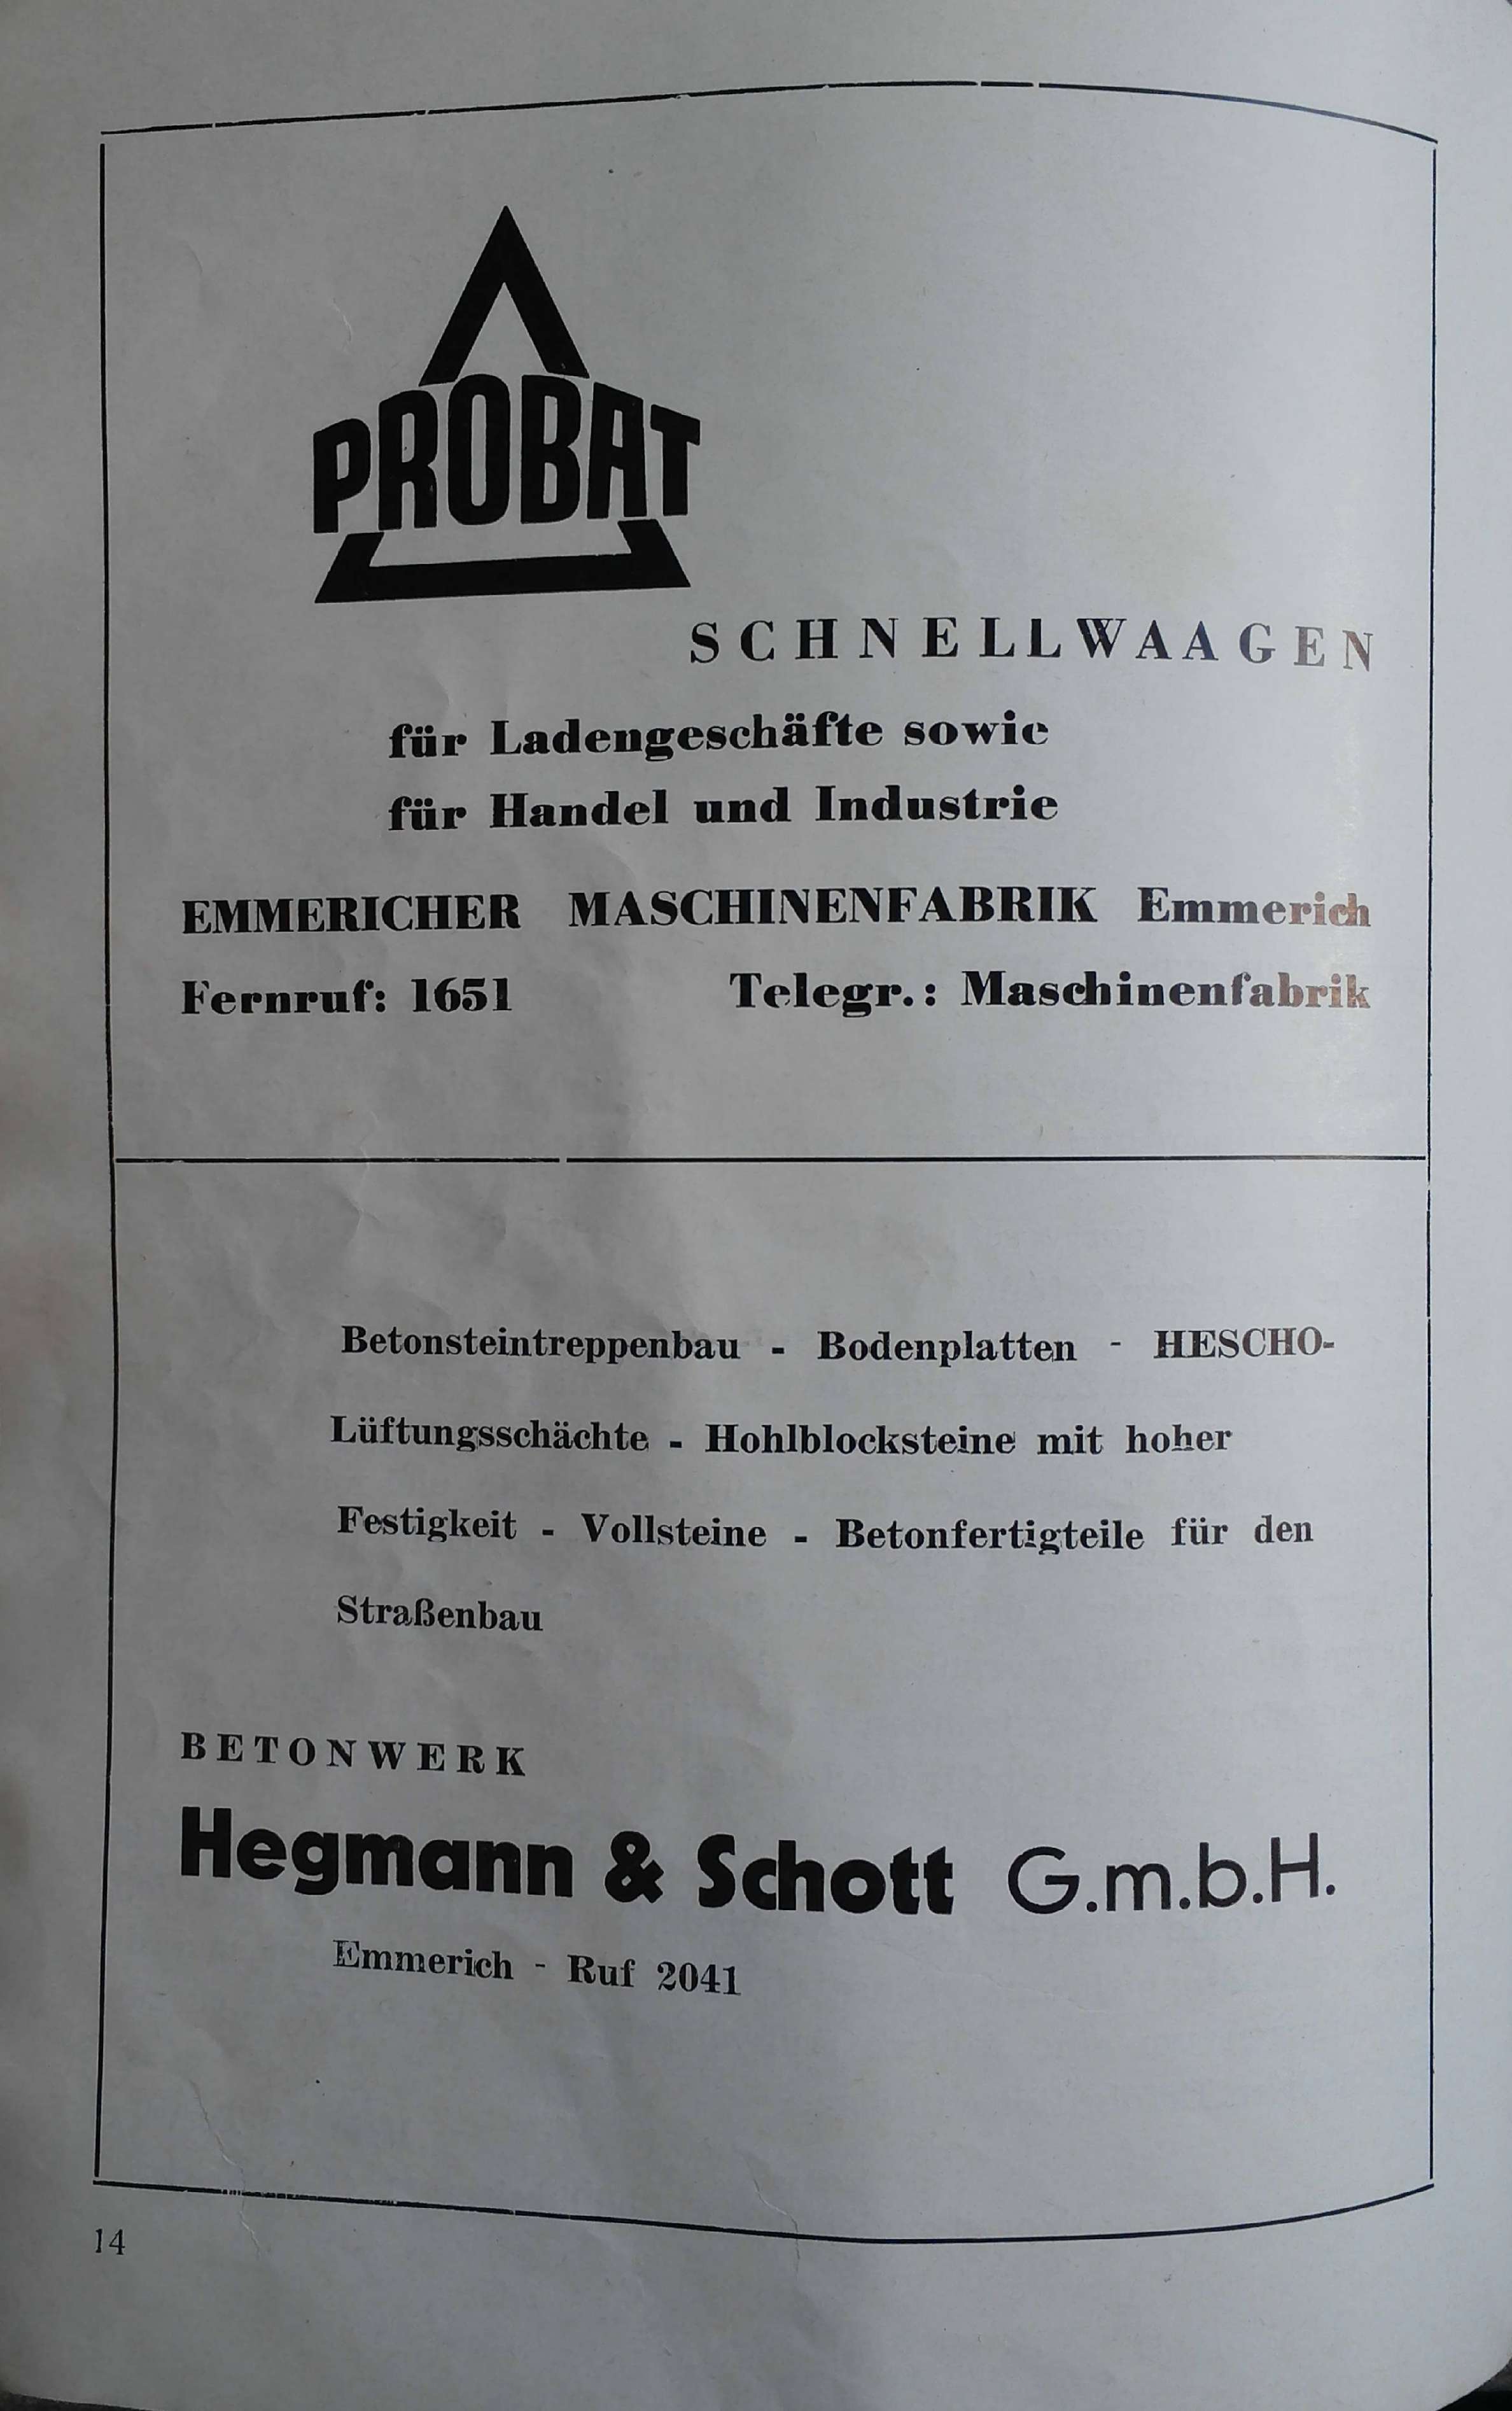 PROBAT
SCHNELLWAAGEN
für Ladengeschäfte sowie
für Handel und Industrie
EMMERICHER MASCHINENFABRIK Emmerich
Fernruf: 1651 Telegr.: Maschinenfabrik
Betonsteintreppenbau - Bodenplatten - HESCHO-
Lüftungsschächte - Hohlblocksteine mit hoher
Festigkeit - Vollsteine - Betonfertigteile für den
Straßenbau
BETONWERK
Hegmann & Schott G.m.b.H.
Emmerich - Ruf 2041
14